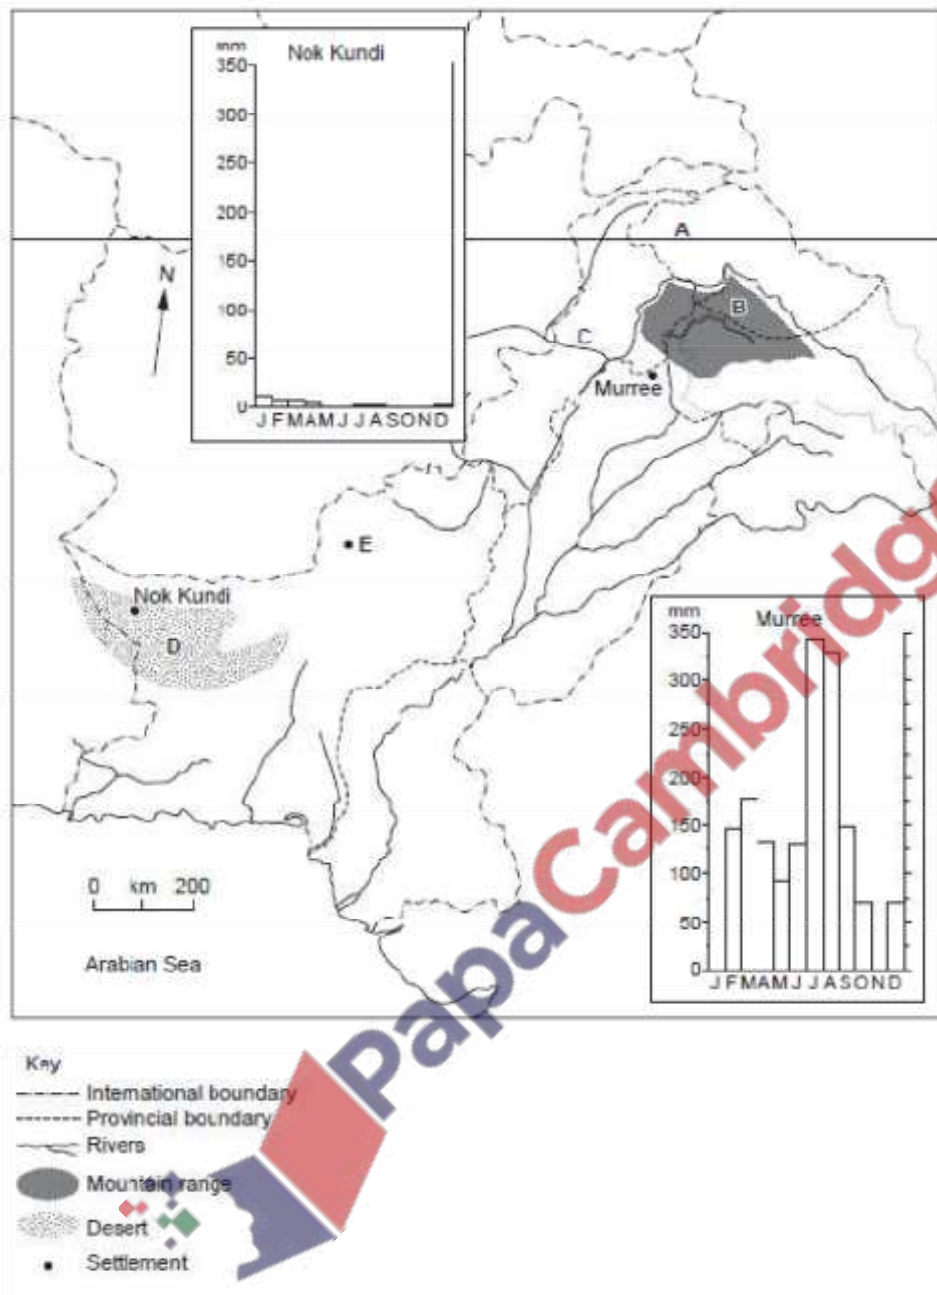 mm
Nok Kundi
350
300
250
200
150
100
50
0
J F M A M J J A S O N D
N
A
B
C
Murree
E
Nok Kundi
D
mm
Murree
350
300
250
200
150
100
50
0
J F M A M J J A S O N D
0 km 200
Arabian Sea
PapaCambridge
Key
International boundary
Provincial boundary
Rivers
Mountain range
Desert
Settlement